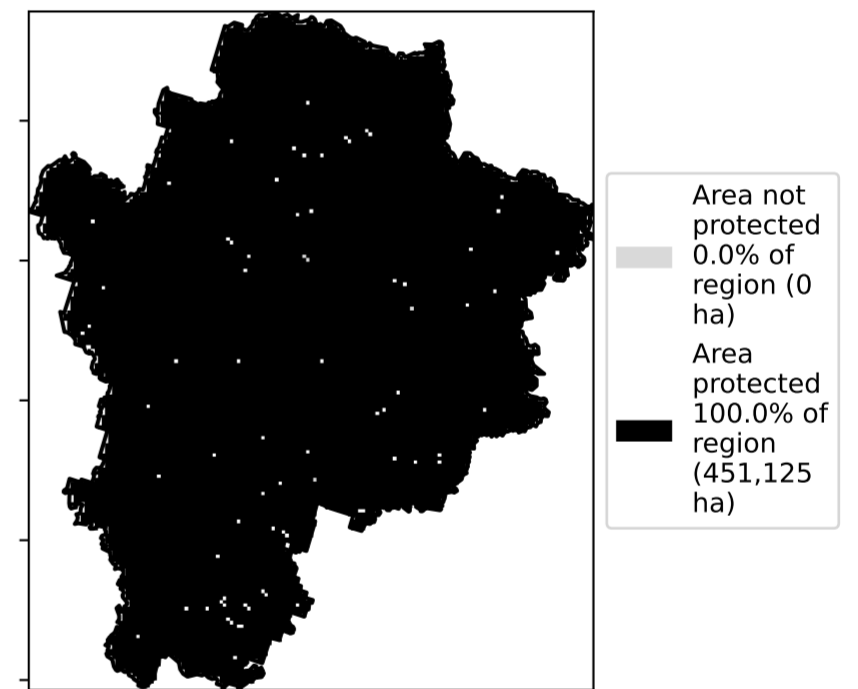 Area not
protected
0.0% of
region (0
ha)
Area
protected
100.0% of
region
(451,125
ha)